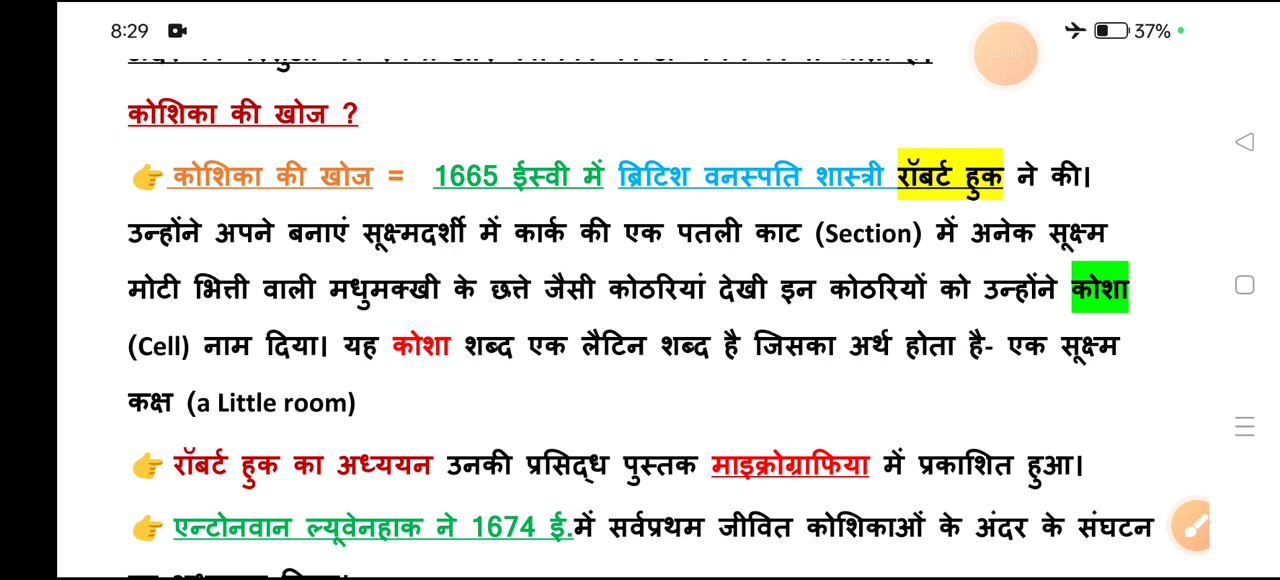 8:29
37%
कोशिका की खोज ?
👉 कोशिका की खोज = 1665 ईस्वी में ब्रिटिश वनस्पति शास्त्री रॉबर्ट हुक ने की।
उन्होंने अपने बनाएं सूक्ष्मदर्शी में कार्क की एक पतली काट (Section) में अनेक सूक्ष्म
मोटी भित्ती वाली मधुमक्खी के छत्ते जैसी कोठरियां देखी इन कोठरियों को उन्होंने कोशा
(Cell) नाम दिया। यह कोशा शब्द एक लैटिन शब्द है जिसका अर्थ होता है- एक सूक्ष्म
कक्ष (a Little room)
👉 रॉबर्ट हुक का अध्ययन उनकी प्रसिद्ध पुस्तक माइक्रोग्राफिया में प्रकाशित हुआ।
👉 एन्टोनवान ल्यूवेनहाक ने 1674 ई.में सर्वप्रथम जीवित कोशिकाओं के अंदर के संघटन